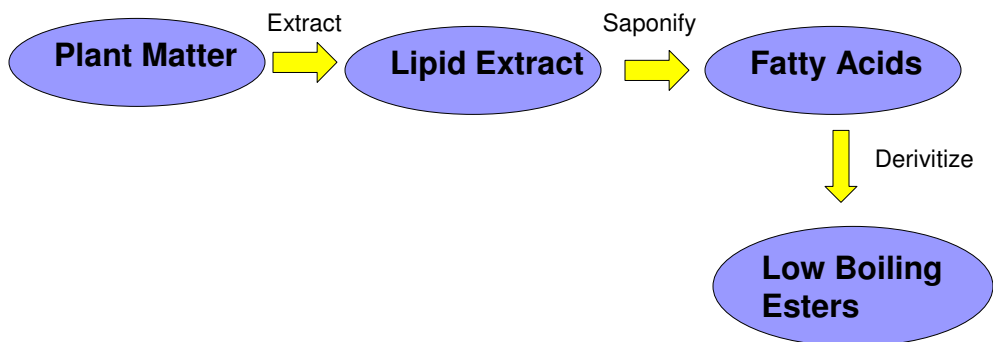 Plant Matter
Extract
Lipid Extract
Saponify
Fatty Acids
Derivitize
Low Boiling
Esters